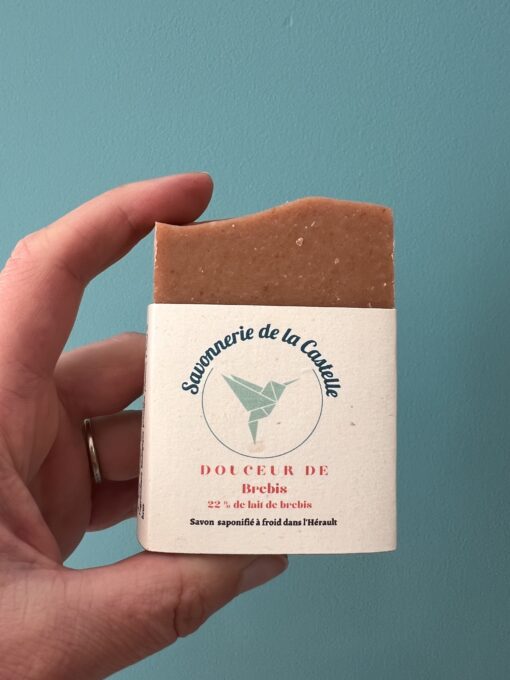 Savonnerie de la Castelle
DOUCEUR DE
Brebis
22 % de lait de brebis
Savon saponifié à froid dans l'Hérault